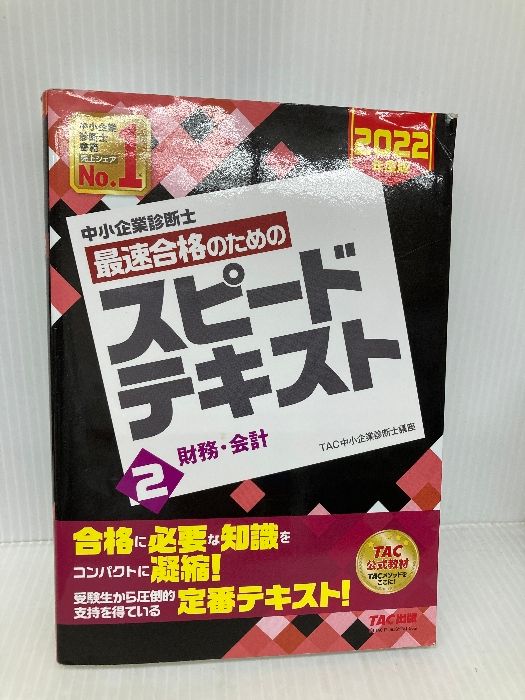 中小企業
診断士
書籍
売上シェア
No.1
2022
年度版
中小企業診断士
最速合格のための
スピード
テキスト
2 財務・会計
TAC中小企業診断士講座
合格に必要な知識を
コンパクトに凝縮!
受験生から圧倒的
支持を得ている 定番テキスト!
TAC
公式教材
TACメソッドを
ここに!
TAC出版